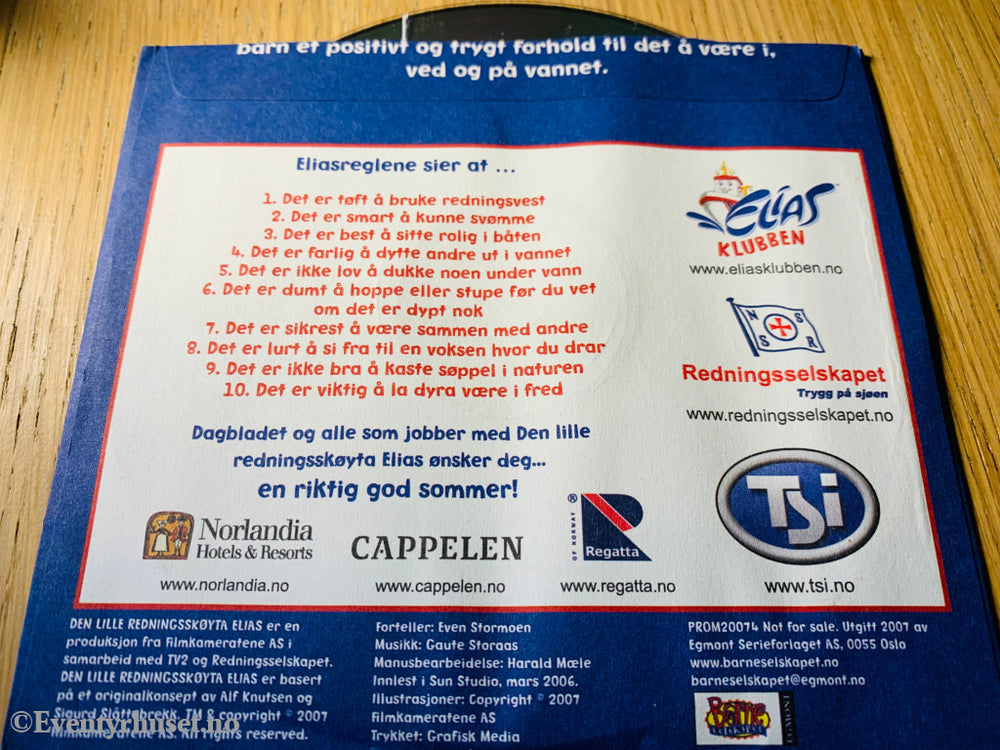 barn et positivt og trygt forhold til det å være i,
ved og på vannet.
Eliasreglene sier at ...
1. Det er tøft å bruke redningsvest
2. Det er smart å kunne svømme
3. Det er best å sitte rolig i båten
4. Det er farlig å dytte andre ut i vannet
5. Det er ikke lov å dukke noen under vann
6. Det er dumt å hoppe eller stupe før du vet
om det er dypt nok
7. Det er sikrest å være sammen med andre
8. Det er lurt å si fra til en voksen hvor du drar
9. Det er ikke bra å kaste søppel i naturen
10. Det er viktig å la dyra være i fred
Dagbladet og alle som jobber med Den lille
redningsskøyta Elias ønsker deg...
en riktig god sommer!
ELIAS
KLUBBEN
www.eliasklubben.no
N S
S R
Redningsselskapet
Trygg på sjøen
www.redningsselskapet.no
TSi
www.tsi.no
Norlandia
Hotels & Resorts
www.norlandia.no
CAPPELEN
www.cappelen.no
® OF NORWAY
Regatta
www.regatta.no
DEN LILLE REDNINGSSKØYTA ELIAS er en
produksjon fra Filmkameratene AS i
samarbeid med TV2 og Redningsselskapet.
DEN LILLE REDNINGSSKØYTA ELIAS er basert
på et originalkonsept av Alf Knutsen og
Sigurd Slåttebrekk. TM & copyright © 2007
Filmkameratene AS. All rights reserved.
Forteller: Even Stormoen
Musikk: Gaute Storaas
Manusbearbeidelse: Harald Mæle
Innlest i Sun Studio, mars 2006.
Illustrasjoner: Copyright © 2007
Filmkameratene AS
Trykket: Grafisk Media
PROM20074 Not for sale. Utgitt 2007 av
Egmont Serieforlaget AS, 0055 Oslo
www.barneselskapet.no
barneselskapet@egmont.no
Barne
EGMONT
©Eventyrhuset.no